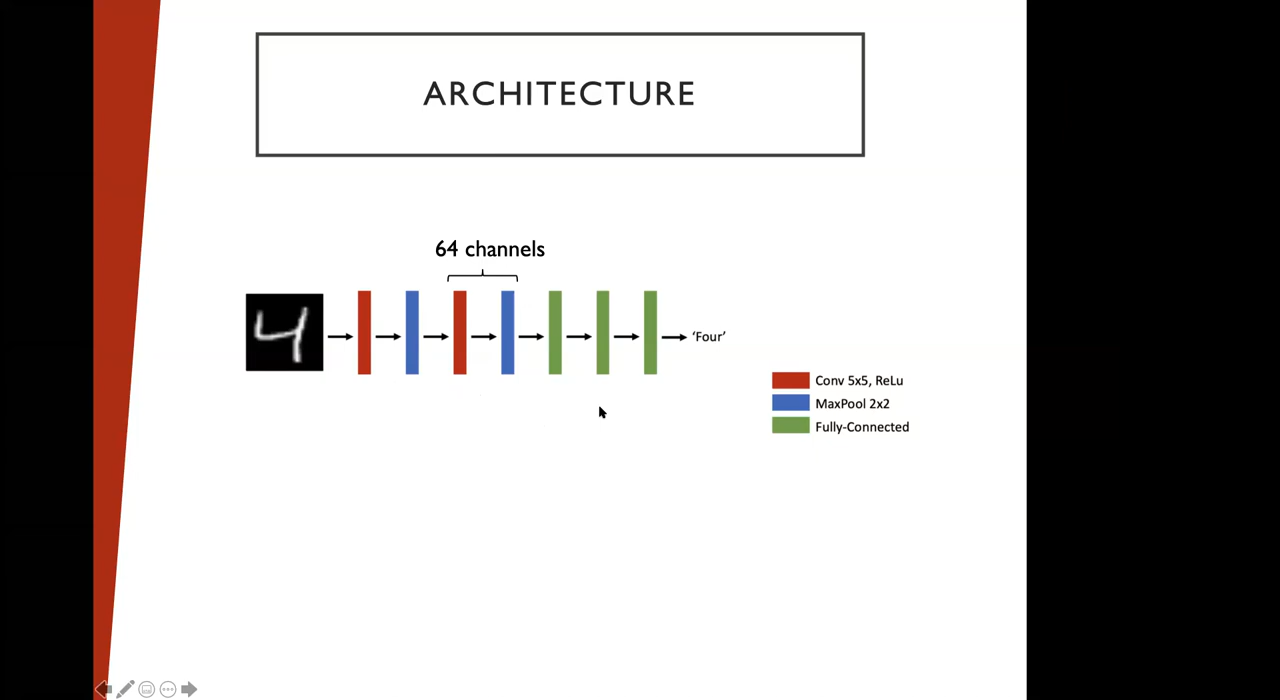 ARCHITECTURE
64 channels
4
'Four'
Conv 5x5, ReLu
MaxPool 2x2
Fully-Connected